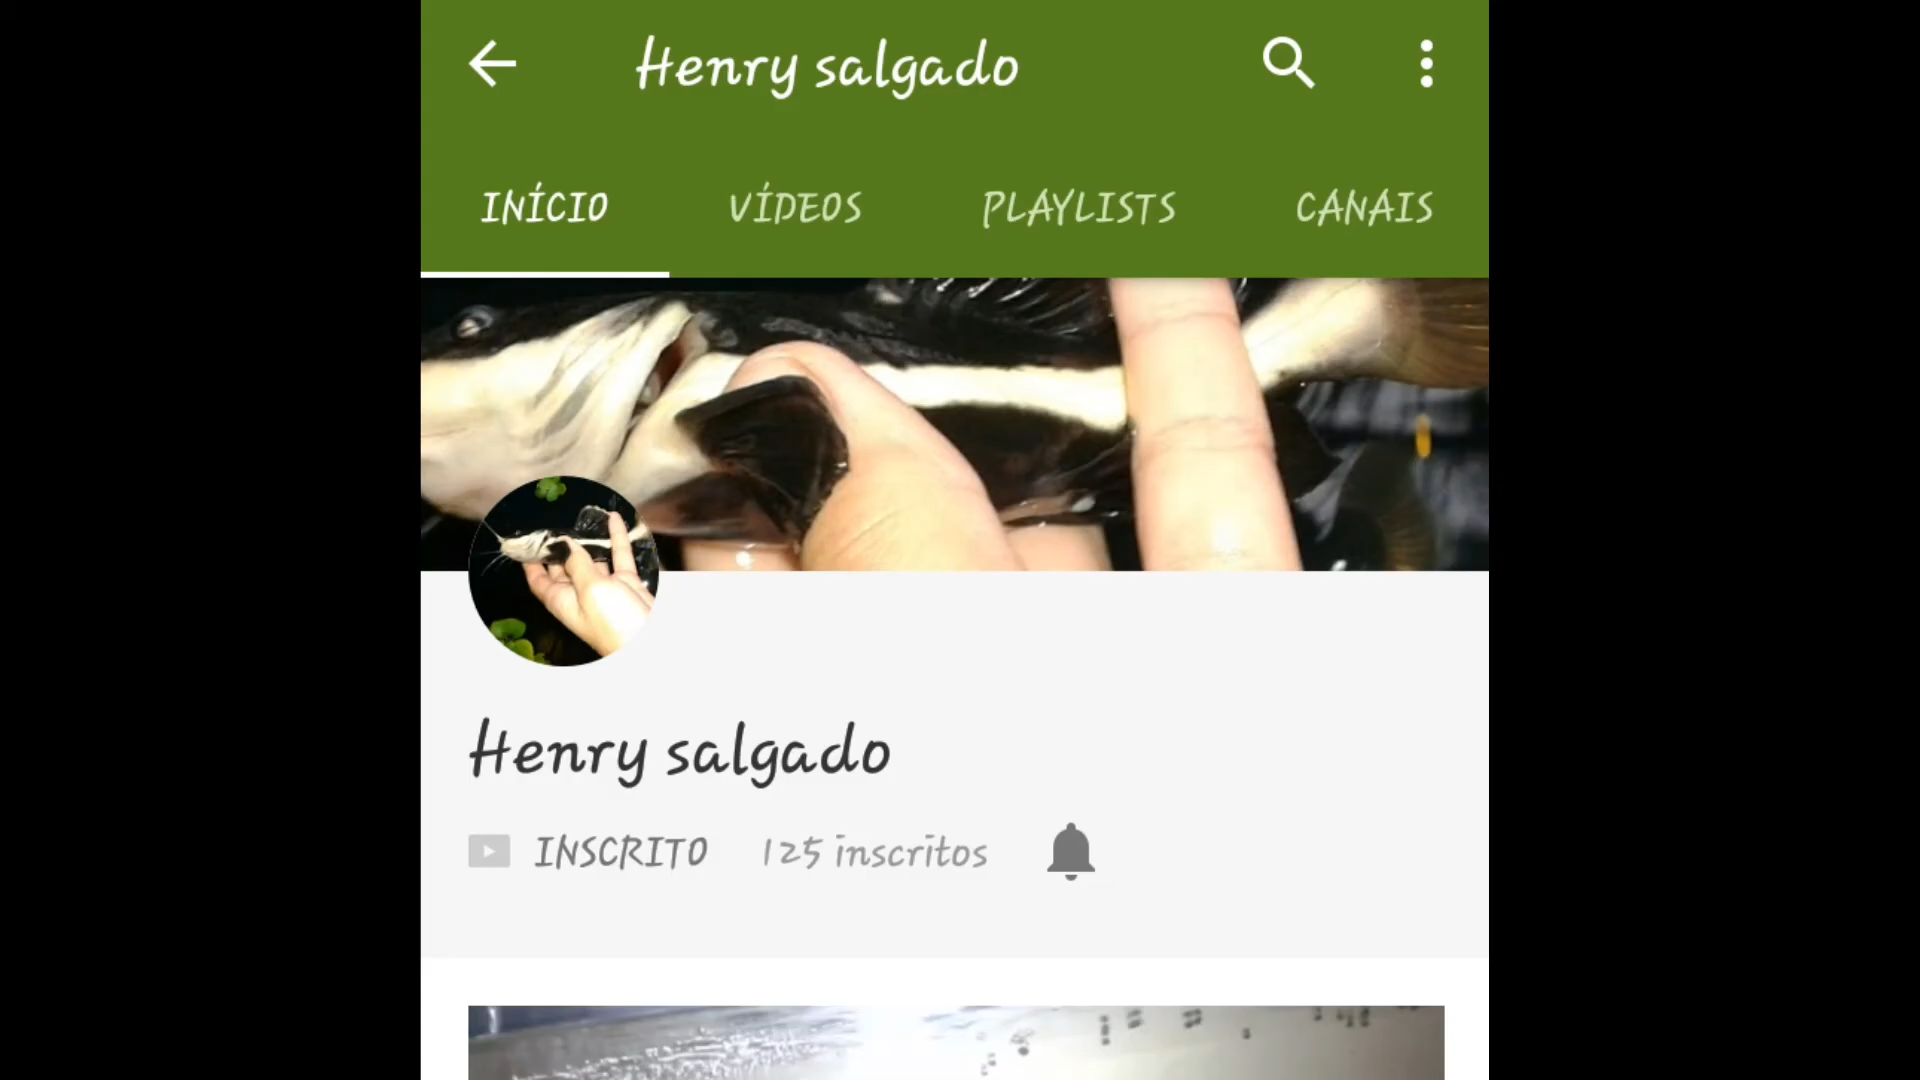 Henry salgado
INÍCIO VÍDEOS PLAYLISTS CANAIS
Henry salgado
INSCRITO 125 inscritos